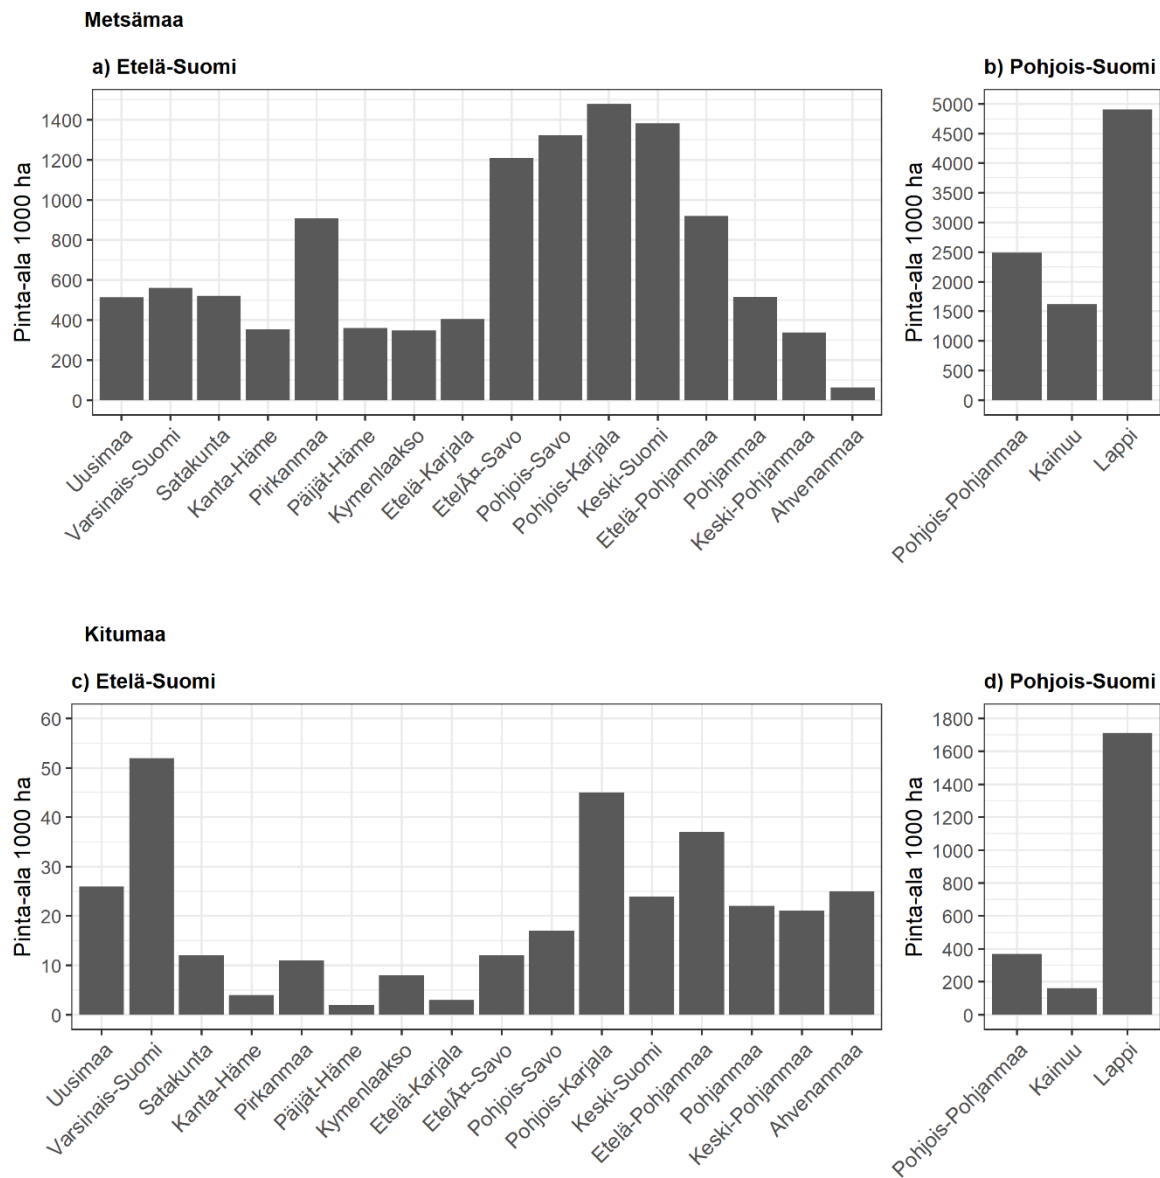 Metsämaa
a) Etelä-Suomi
Pinta-ala 1000 ha
1400
1200
1000
800
600
400
200
0
Uusimaa
Varsinais-Suomi
Satakunta
Kanta-Häme
Pirkanmaa
Päijät-Häme
Kymenlaakso
Etelä-Karjala
EtelÃ¤-Savo
Pohjois-Savo
Pohjois-Karjala
Keski-Suomi
Etelä-Pohjanmaa
Pohjanmaa
Keski-Pohjanmaa
Ahvenanmaa
b) Pohjois-Suomi
Pinta-ala 1000 ha
5000
4500
4000
3500
3000
2500
2000
1500
1000
500
0
Pohjois-Pohjanmaa
Kainuu
Lappi
Kitumaa
c) Etelä-Suomi
Pinta-ala 1000 ha
60
50
40
30
20
10
0
Uusimaa
Varsinais-Suomi
Satakunta
Kanta-Häme
Pirkanmaa
Päijät-Häme
Kymenlaakso
Etelä-Karjala
EtelÃ¤-Savo
Pohjois-Savo
Pohjois-Karjala
Keski-Suomi
Etelä-Pohjanmaa
Pohjanmaa
Keski-Pohjanmaa
Ahvenanmaa
d) Pohjois-Suomi
Pinta-ala 1000 ha
1800
1600
1400
1200
1000
800
600
400
200
0
Pohjois-Pohjanmaa
Kainuu
Lappi